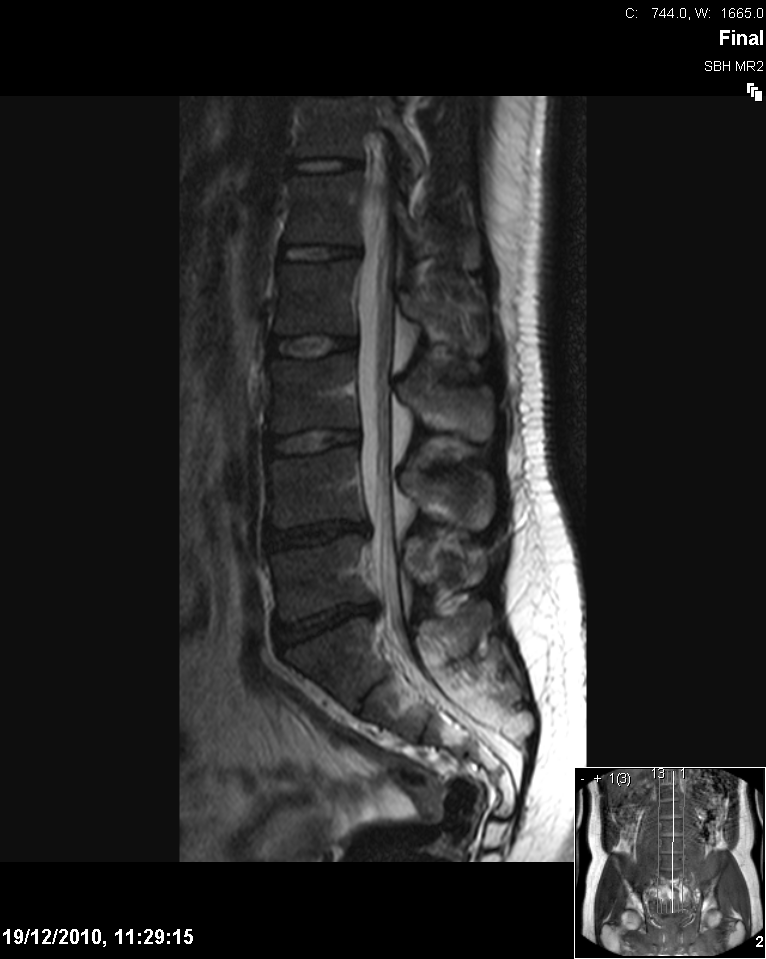 C: 744.0, W: 1665.0
Final
SBH MR2
- + 1(3) 13 1
19/12/2010, 11:29:15
2